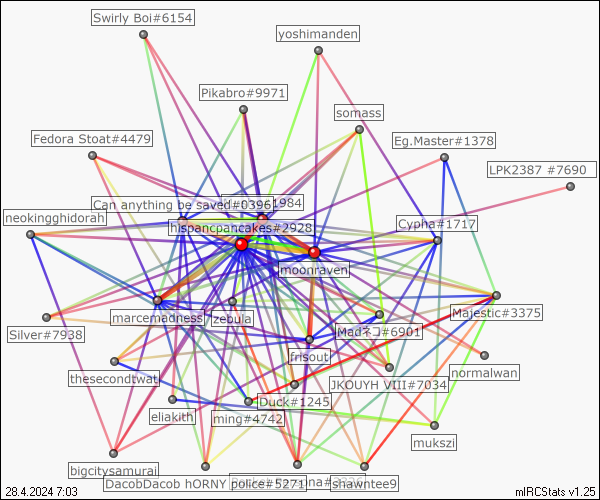 Swirly Boi#6154
yoshimanden
Pikabro#9971
somass
Fedora Stoat#4479
Eg.Master#1378
LPK2387 #7690
Can anything be saved#0396
1984
neokingghidorah
Cypha#1717
hispancpancakes#2928
moonraven
marcemadness
zebula
Majestic#3375
Silver#7938
Madネコ#6901
frisout
normalwan
thesecondtwat
JKOUYH VIII#7034
Duck#1245
eliakith
ming#4742
mukszi
bigcitysamurai
DacobDacob hORNY police#5271
shawntee9
28.4.2024 7:03
mIRCStats v1.25